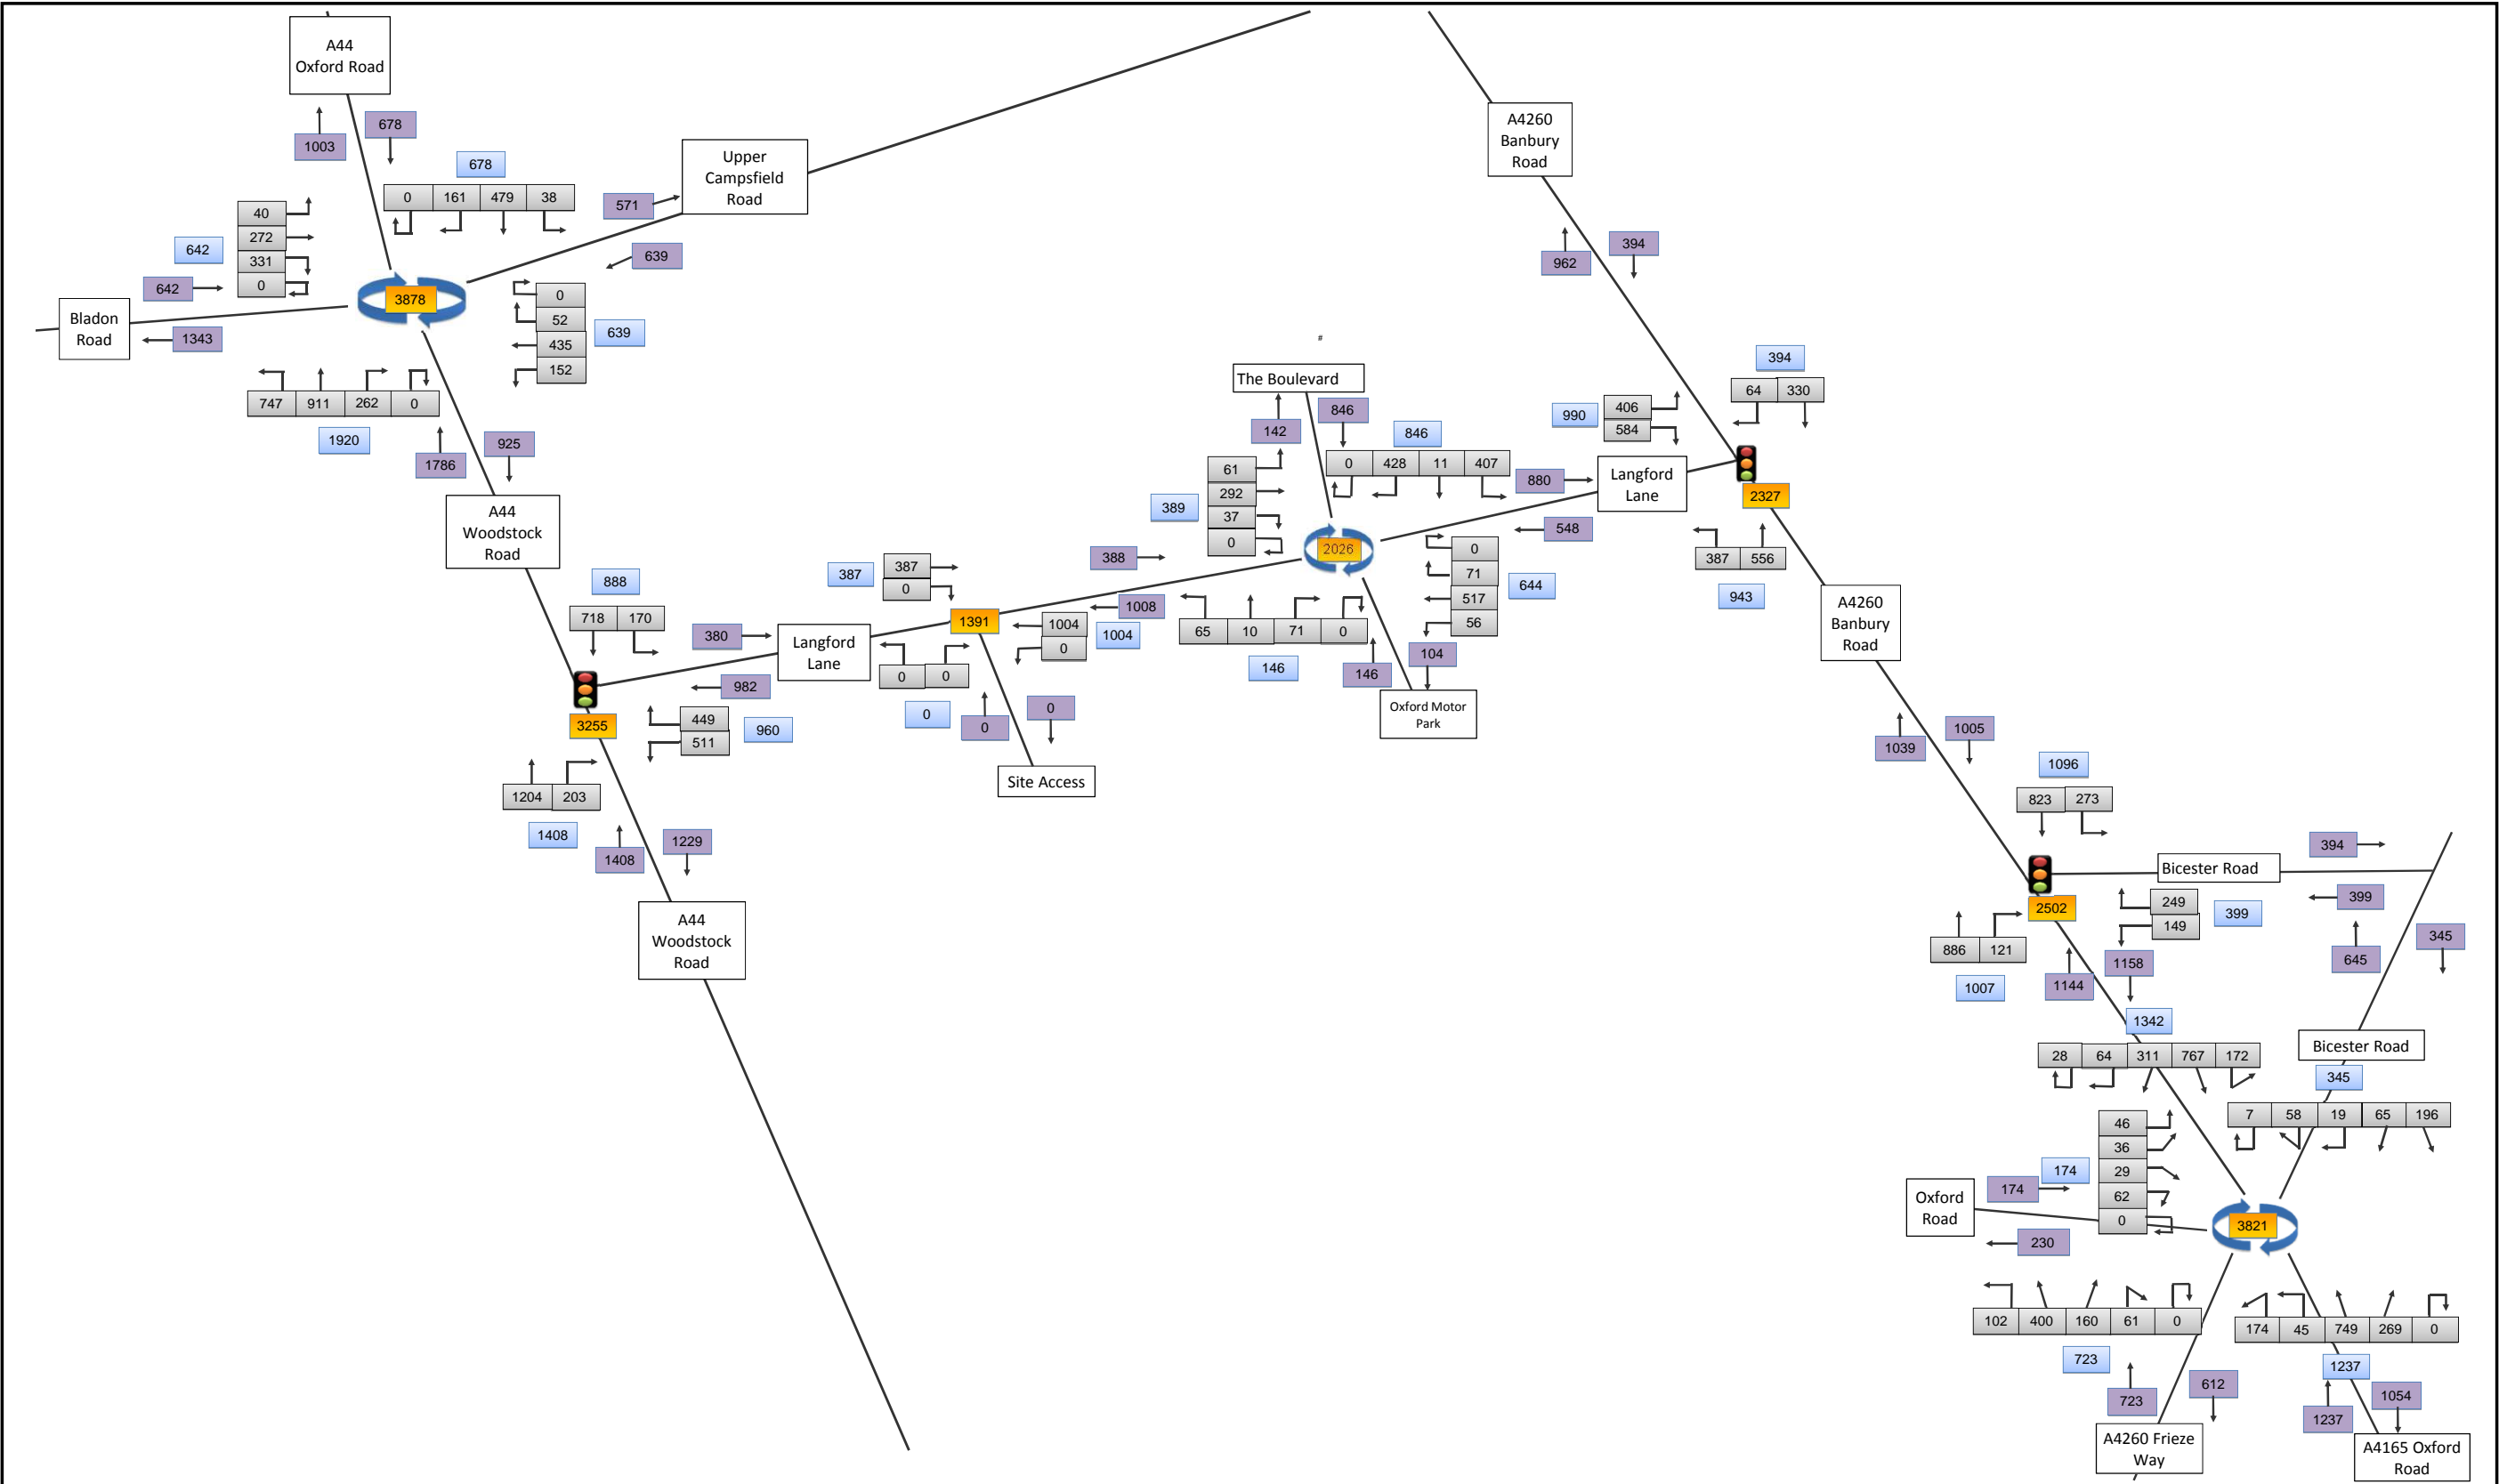 A44
Oxford Road
678
1003
678
0 161 479 38
Upper
Campsfield
Road
571
639
40
272
331
0
642
642
3878
Bladon
Road
1343
0
52
435
152
639
747 911 262 0
1920
1786
925
A44
Woodstock
Road
888
718 170
380
Langford
Lane
982
3255
449
511
960
1204 203
1408
1408
1229
A44
Woodstock
Road
387
387
0
388
1391
1008
1004
0
1004
0 0
0
0
0
Site Access
#
The Boulevard
142
846
846
0 428 11 407
61
292
37
0
389
2026
880
548
0
71
517
56
644
65 10 71 0
146
146
104
Oxford Motor
Park
A4260
Banbury
Road
962
394
394
64 330
990
406
584
Langford
Lane
2327
387 556
943
A4260
Banbury
Road
1039
1005
1096
823 273
394
Bicester Road
399
2502
249
149
399
886 121
1007
1144
1158
645
345
1342
28 64 311 767 172
Bicester Road
345
7 58 19 65 196
46
36
29
62
0
174
174
Oxford
Road
230
3821
102 400 160 61 0
723
723
612
174 45 749 269 0
1237
1237
1054
A4260 Frieze
Way
A4165 Oxford
Road